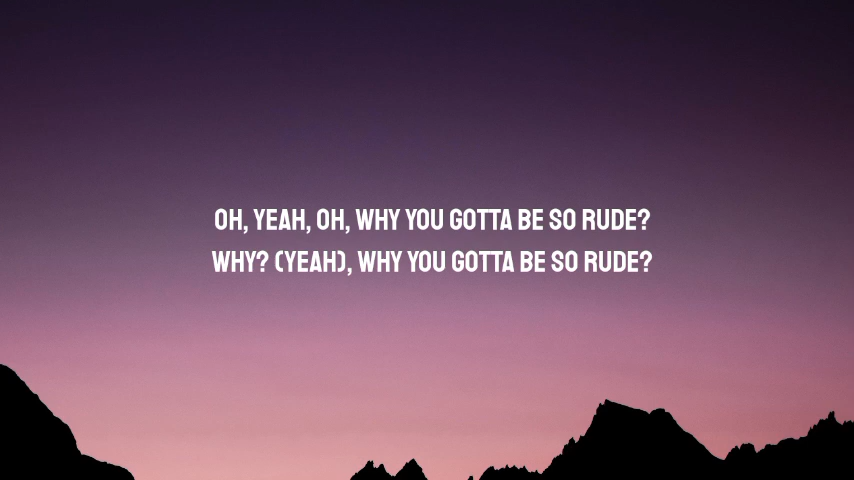 OH, YEAH, OH, WHY YOU GOTTA BE SO RUDE?
WHY? (YEAH), WHY YOU GOTTA BE SO RUDE?